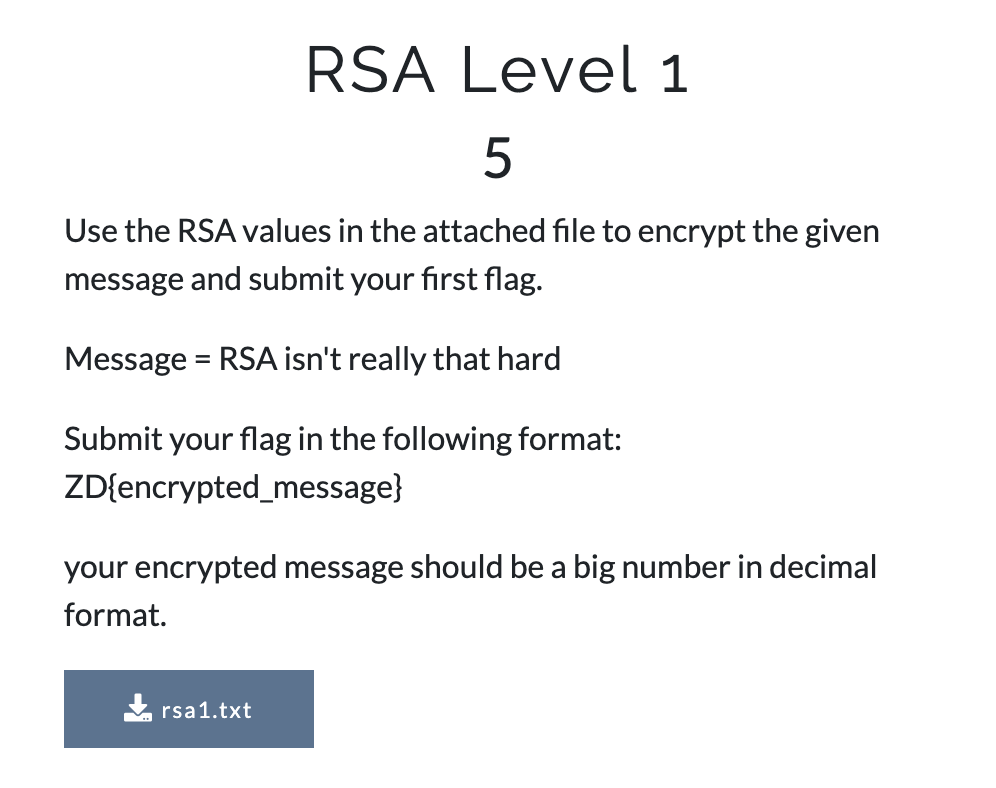 RSA Level 1
5
Use the RSA values in the attached file to encrypt the given
message and submit your first flag.
Message = RSA isn't really that hard
Submit your flag in the following format:
ZD{encrypted_message}
your encrypted message should be a big number in decimal
format.
rsa1.txt